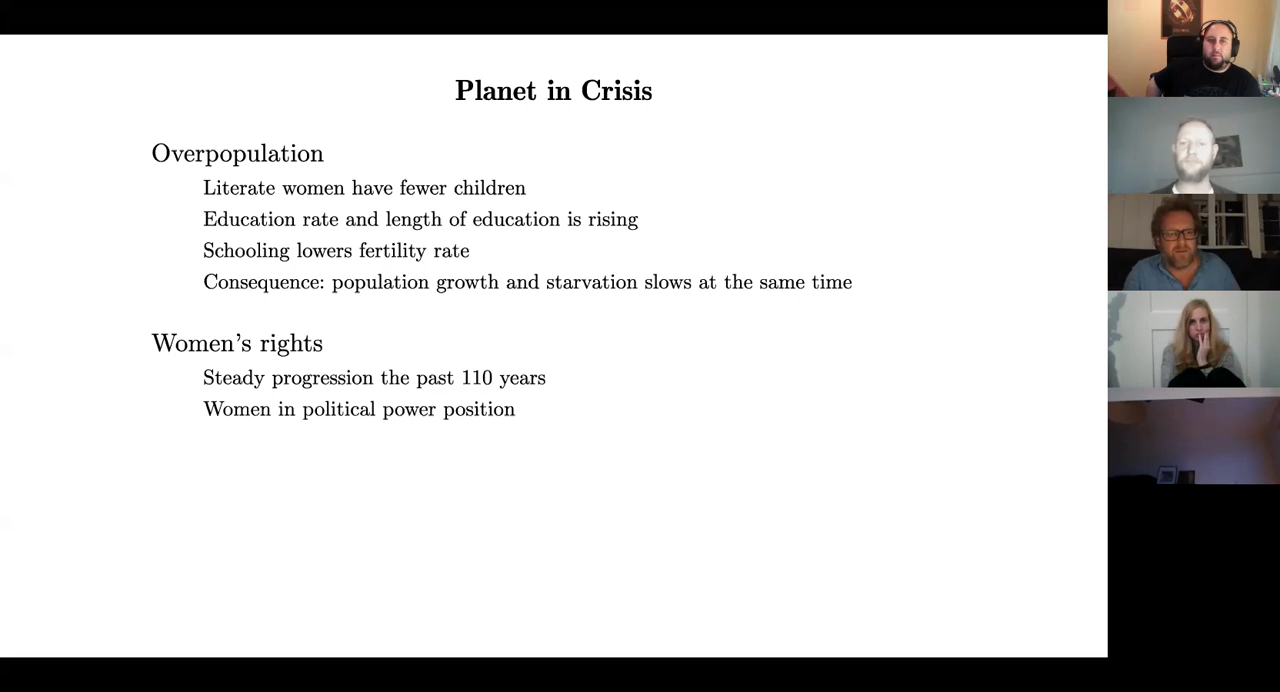 Planet in Crisis
Overpopulation
Literate women have fewer children
Education rate and length of education is rising
Schooling lowers fertility rate
Consequence: population growth and starvation slows at the same time
Women's rights
Steady progression the past 110 years
Women in political power position